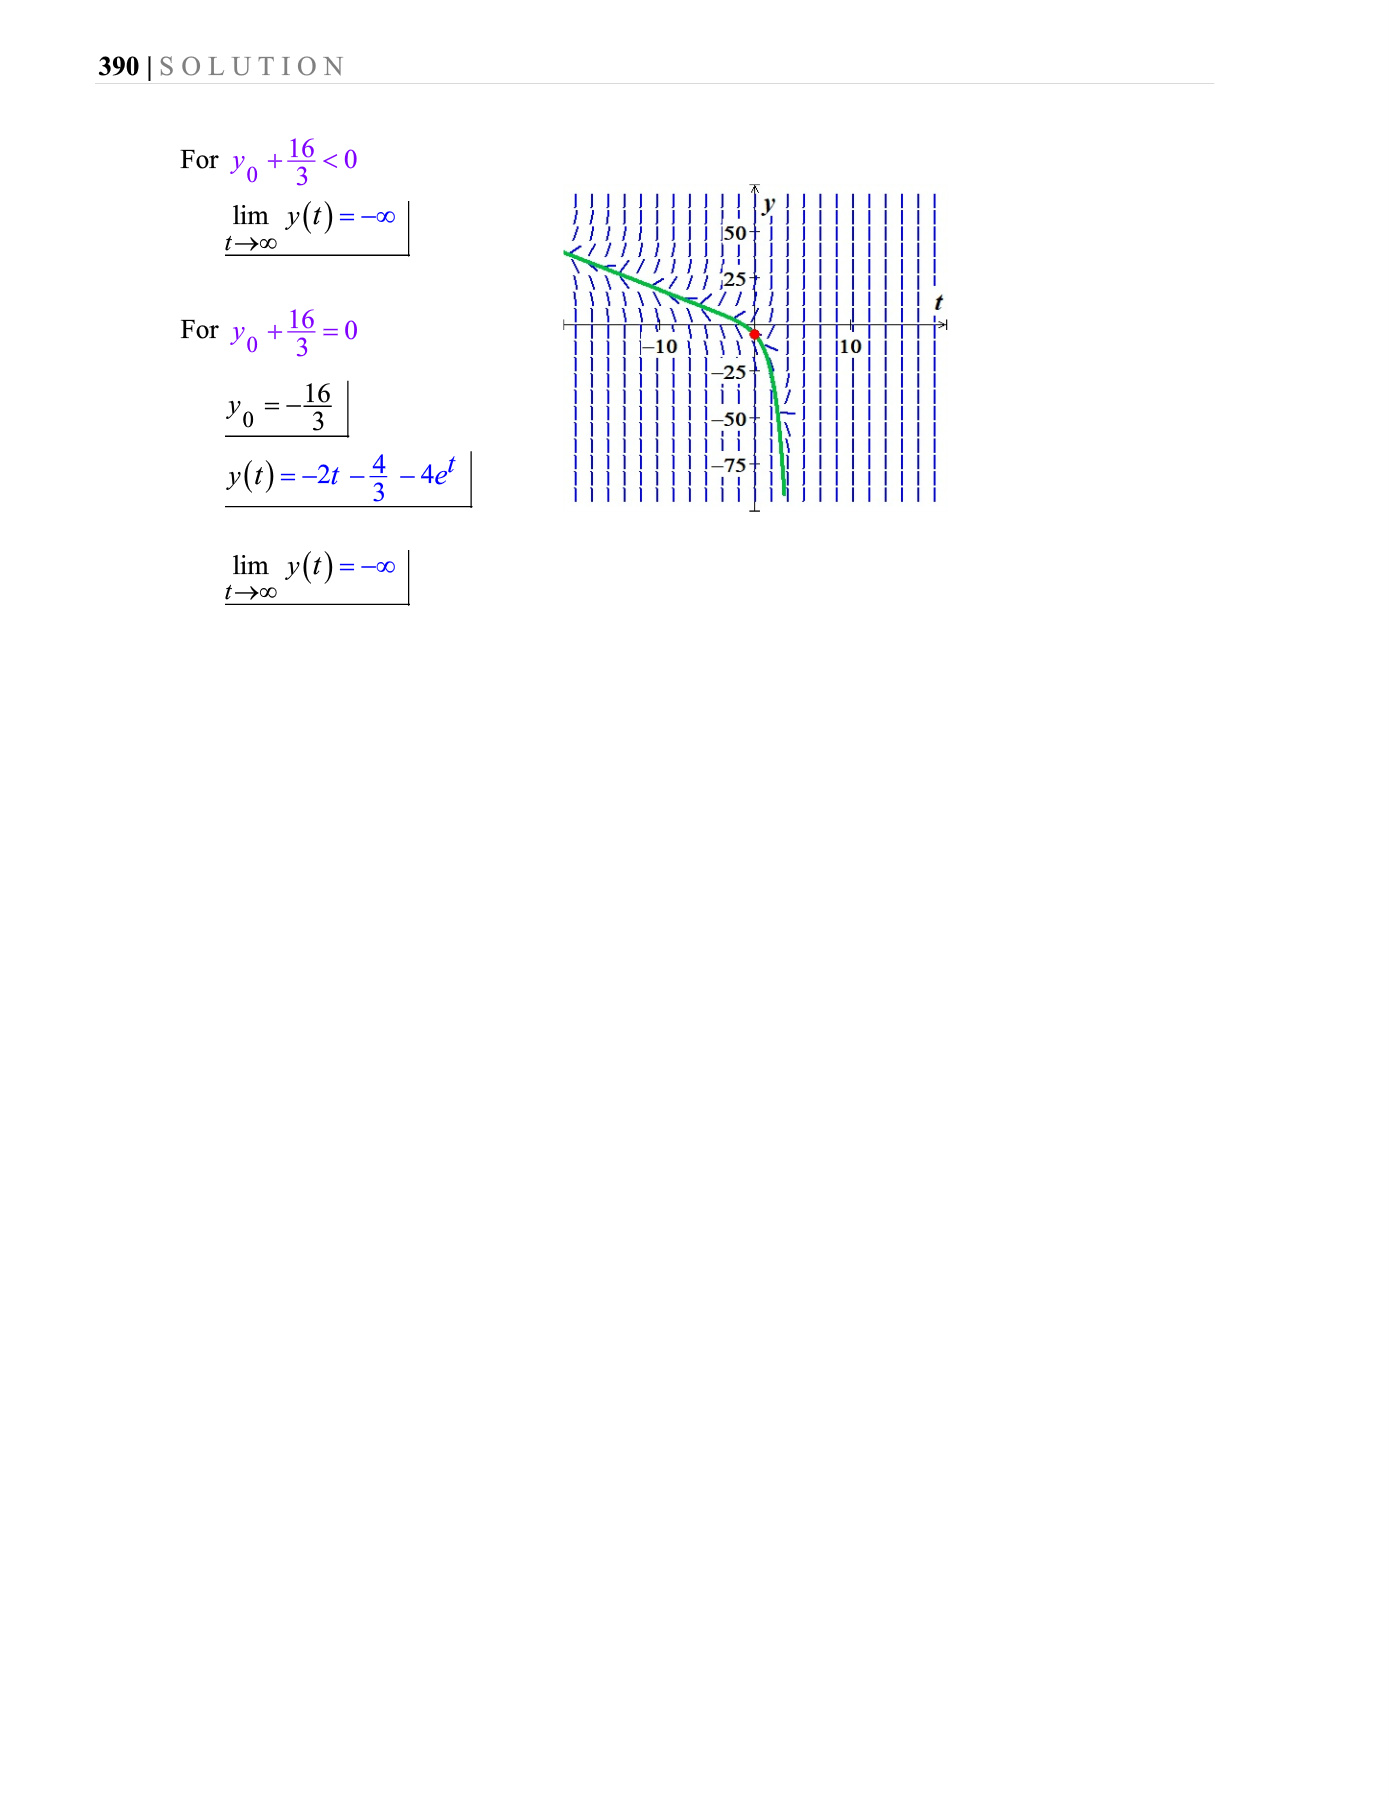 390 | SOLUTION
For y₀ + 16/3 < 0
lim t→∞ y(t) = −∞
For y₀ + 16/3 = 0
y₀ = −16/3
y(t) = −2t − 4/3 − 4eᵗ
lim t→∞ y(t) = −∞
y
50
25
t
−10
10
−25
−50
−75